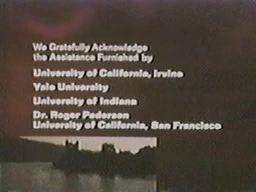 We Gratefully Acknowledge
the Assistance Furnished by
University of California, Irvine
Yale University
University of Indiana
Dr. Roger Pedersen
University of California, San Francisco